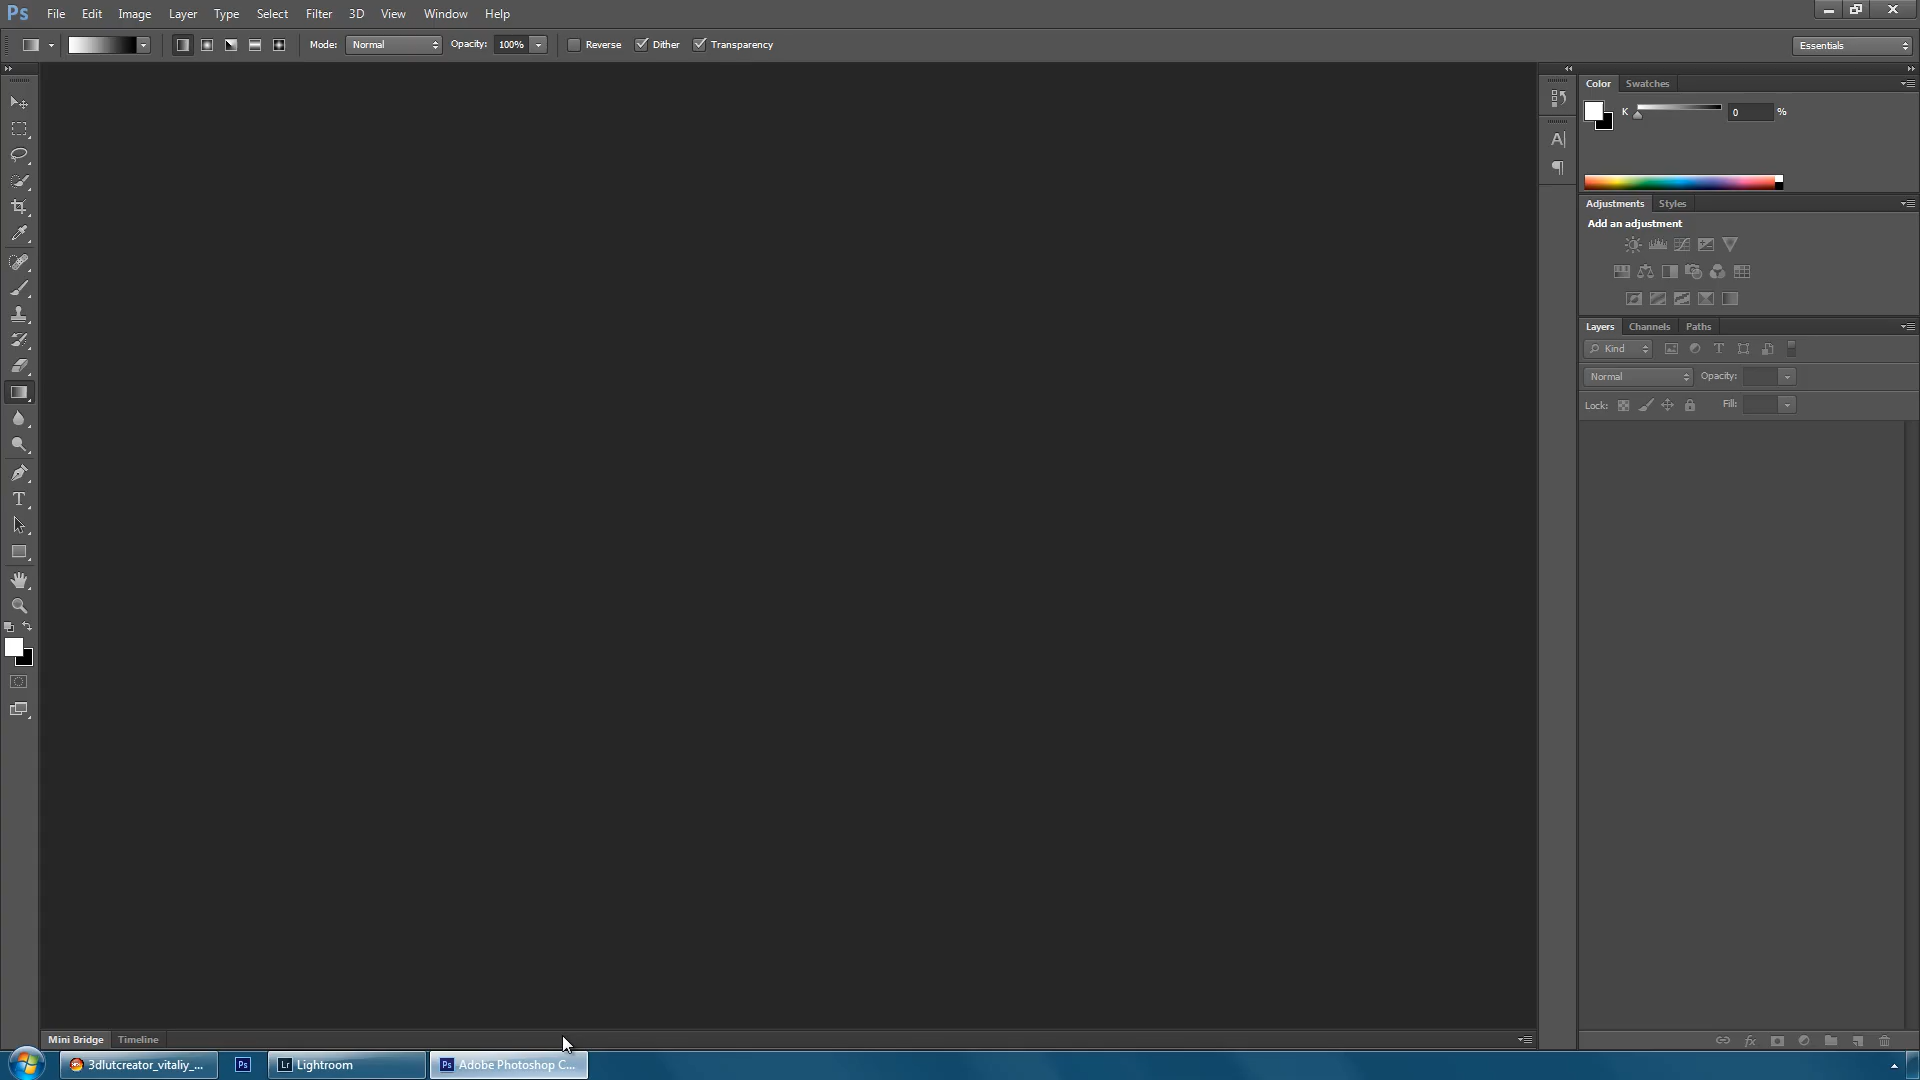 Ps File Edit Image Layer Type Select Filter 3D View Window Help
Mode: Normal Opacity: 100% Reverse Dither Transparency Essentials
Color Swatches
K 0 %
Adjustments Styles
Add an adjustment
Layers Channels Paths
Kind
Normal Opacity:
Lock: Fill:
Mini Bridge Timeline
3dlutcreator_vitaliy_... Ps Lr Lightroom Ps Adobe Photoshop C...